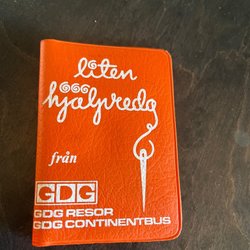 liten
hjälpreda
från
GDG
GDG RESOR
GDG CONTINENTBUS